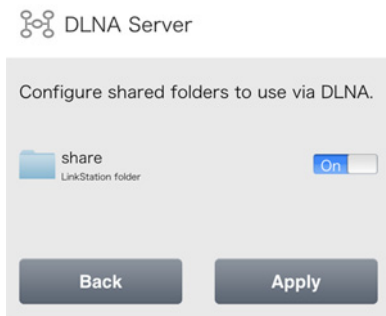 DLNA Server
Configure shared folders to use via DLNA.
share
On
LinkStation folder
Back
Apply